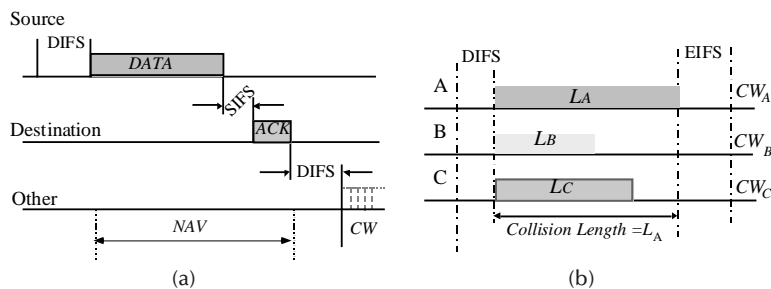 Source
DIFS
DATA
SIFS
Destination
ACK
DIFS
Other
NAV
CW
(a)
DIFS
EIFS
A
LA
CWA
B
LB
CWB
C
LC
CWC
Collision Length =LA
(b)